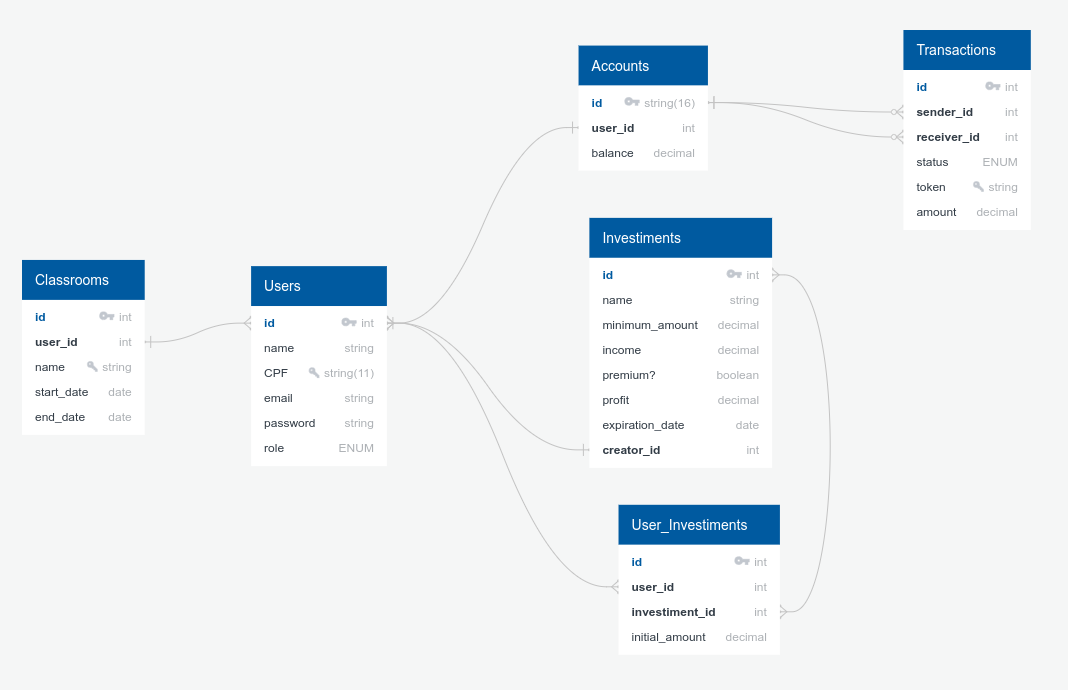 Classrooms
id int
user_id int
name string
start_date date
end_date date
Users
id int
name string
CPF string(11)
email string
password string
role ENUM
Accounts
id string(16)
user_id int
balance decimal
Investiments
id int
name string
minimum_amount decimal
income decimal
premium? boolean
profit decimal
expiration_date date
creator_id int
User_Investiments
id int
user_id int
investiment_id int
initial_amount decimal
Transactions
id int
sender_id int
receiver_id int
status ENUM
token string
amount decimal